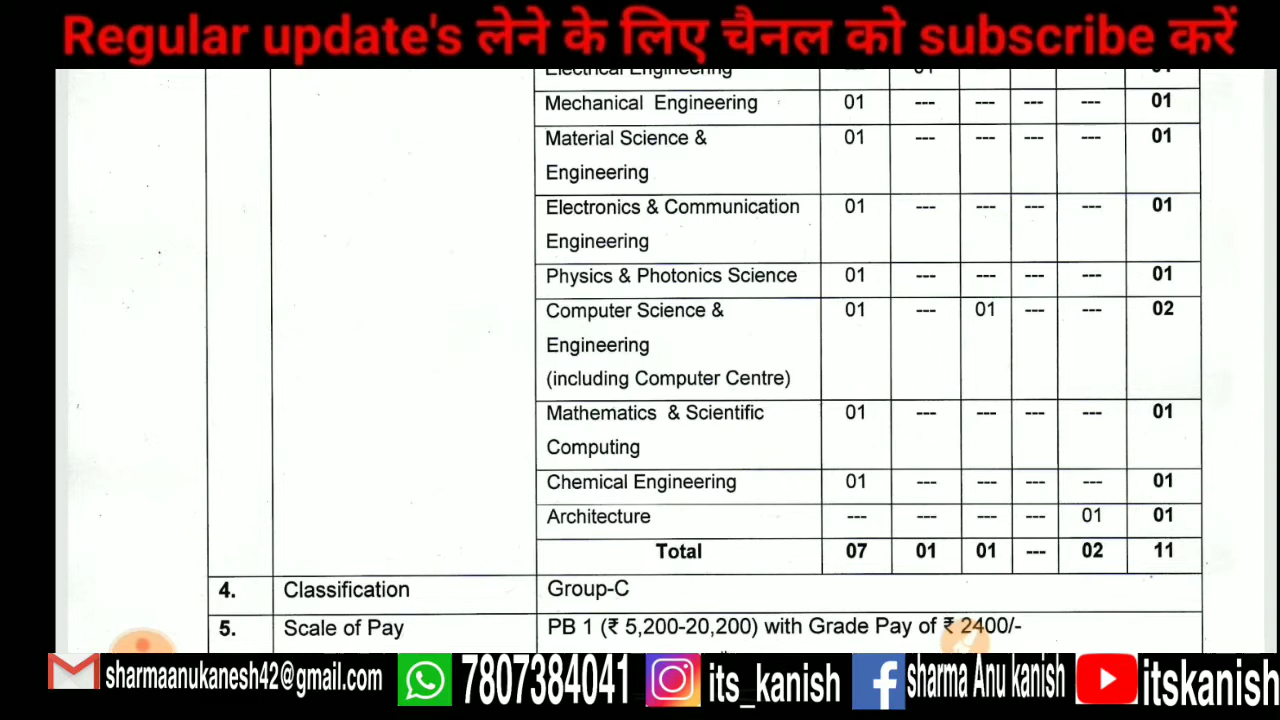 Regular update's लेने के लिए चैनल को subscribe करें
Electrical Engineering --- 01 --- --- --- 01
Mechanical Engineering 01 --- --- --- --- 01
Material Science & 01 --- --- --- --- 01
Engineering
Electronics & Communication 01 --- --- --- --- 01
Engineering
Physics & Photonics Science 01 --- --- --- --- 01
Computer Science & 01 --- 01 --- --- 02
Engineering
(including Computer Centre)
Mathematics & Scientific 01 --- --- --- --- 01
Computing
Chemical Engineering 01 --- --- --- --- 01
Architecture --- --- --- --- 01 01
Total 07 01 01 --- 02 11
4. Classification Group-C
5. Scale of Pay PB 1 (₹ 5,200-20,200) with Grade Pay of ₹ 2400/-
sharmaanukanesh42@gmail.com 7807384041 its_kanish sharma Anu kanish itskanish